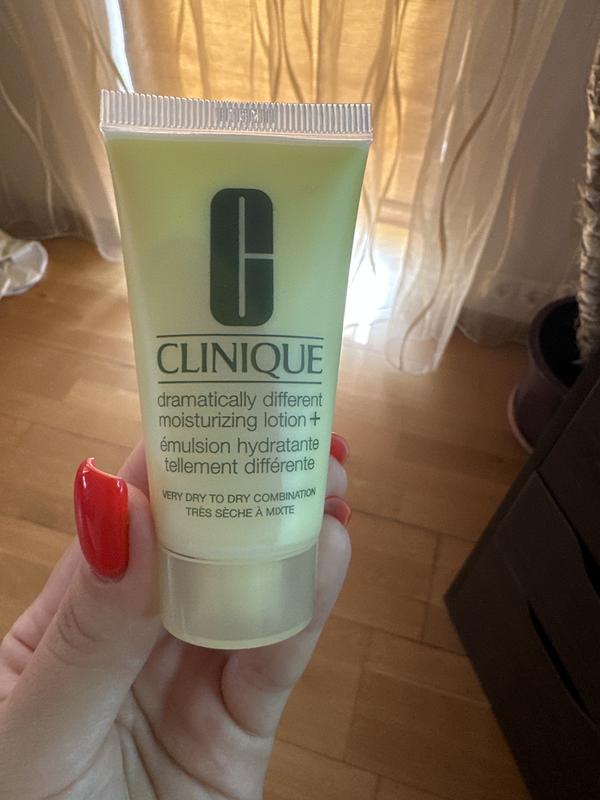 C
CLINIQUE
dramatically different
moisturizing lotion +
émulsion hydratante
tellement différente
VERY DRY TO DRY COMBINATION
TRÈS SÈCHE À MIXTE